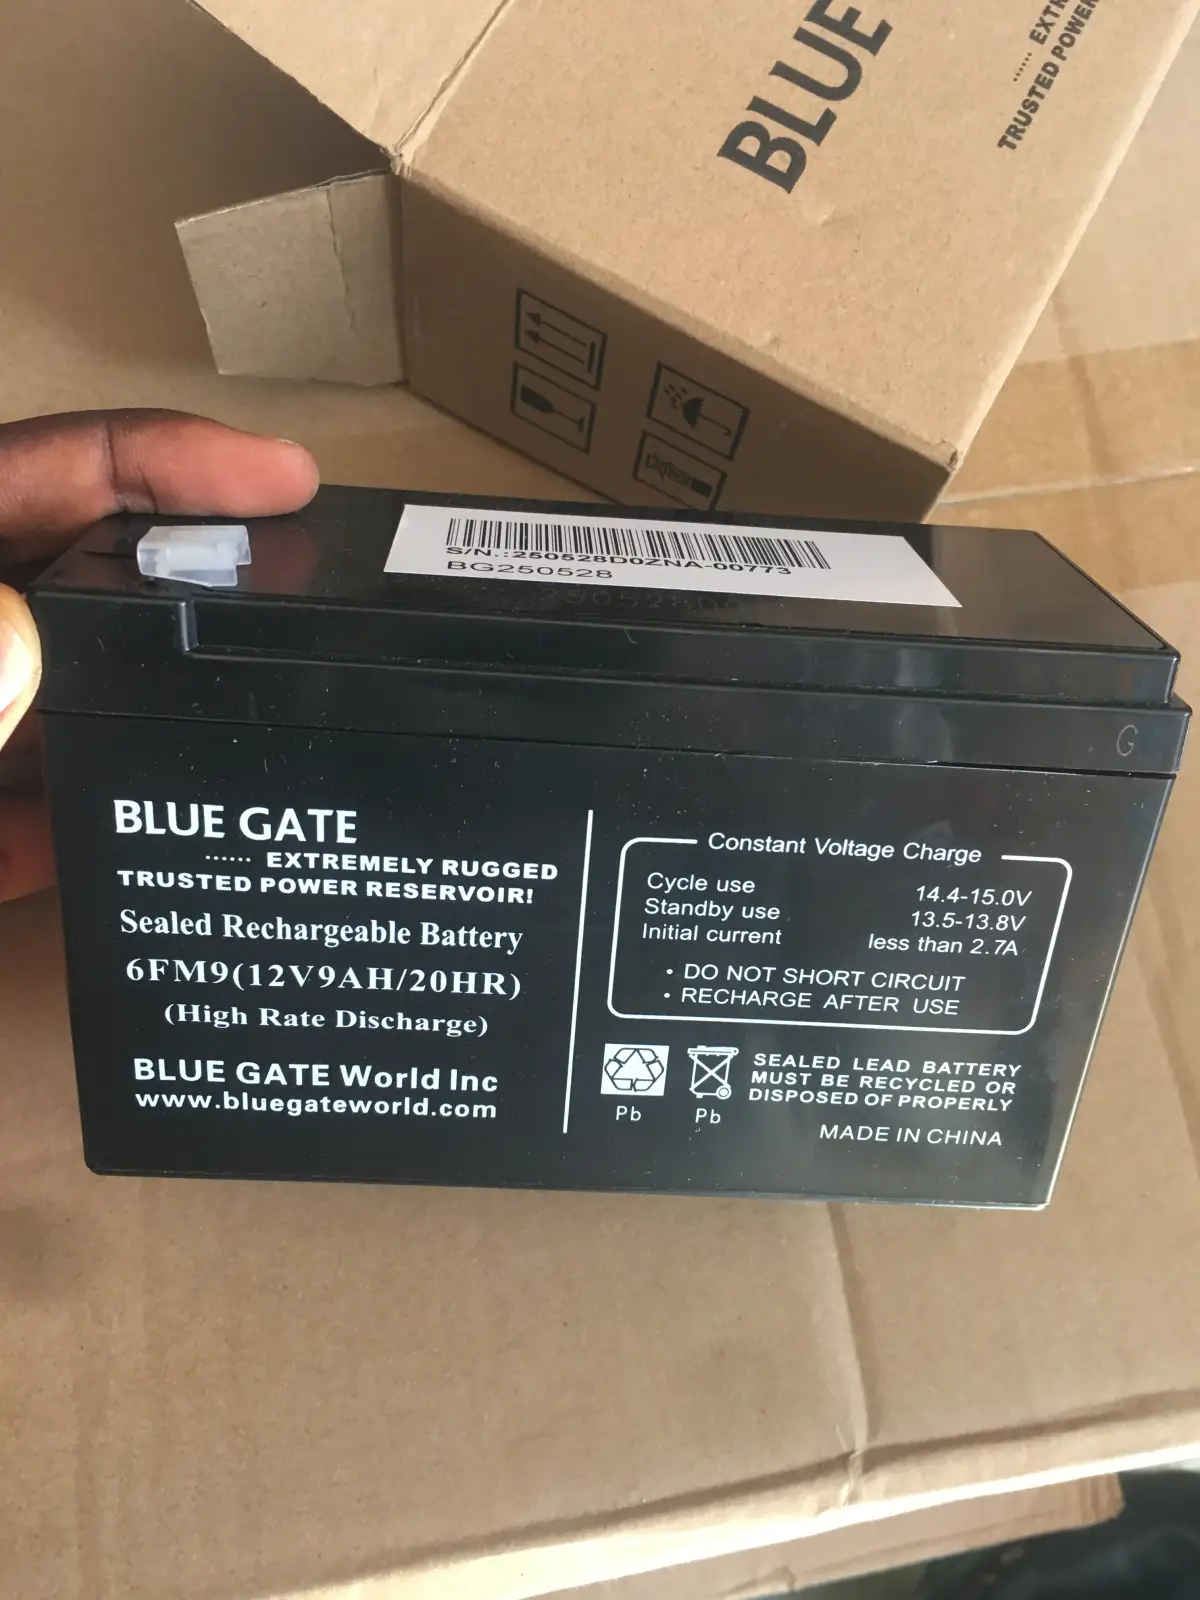 BLUE
EXTR
TRUSTED POWER
S/N.:250528D0ZNA-00773
BG250528
250528D0
G
BLUE GATE
...... EXTREMELY RUGGED
TRUSTED POWER RESERVOIR!
Sealed Rechargeable Battery
6FM9(12V9AH/20HR)
(High Rate Discharge)
BLUE GATE World Inc
www.bluegateworld.com
Constant Voltage Charge
Cycle use 14.4-15.0V
Standby use 13.5-13.8V
Initial current less than 2.7A
• DO NOT SHORT CIRCUIT
• RECHARGE AFTER USE
Pb
Pb
SEALED LEAD BATTERY
MUST BE RECYCLED OR
DISPOSED OF PROPERLY
MADE IN CHINA